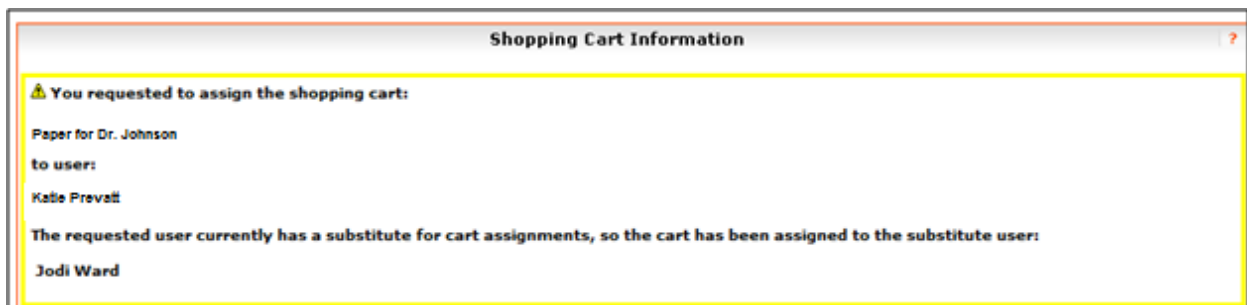 Shopping Cart Information
?
You requested to assign the shopping cart:
Paper for Dr. Johnson
to user:
Katie Prevatt
The requested user currently has a substitute for cart assignments, so the cart has been assigned to the substitute user:
Jodi Ward